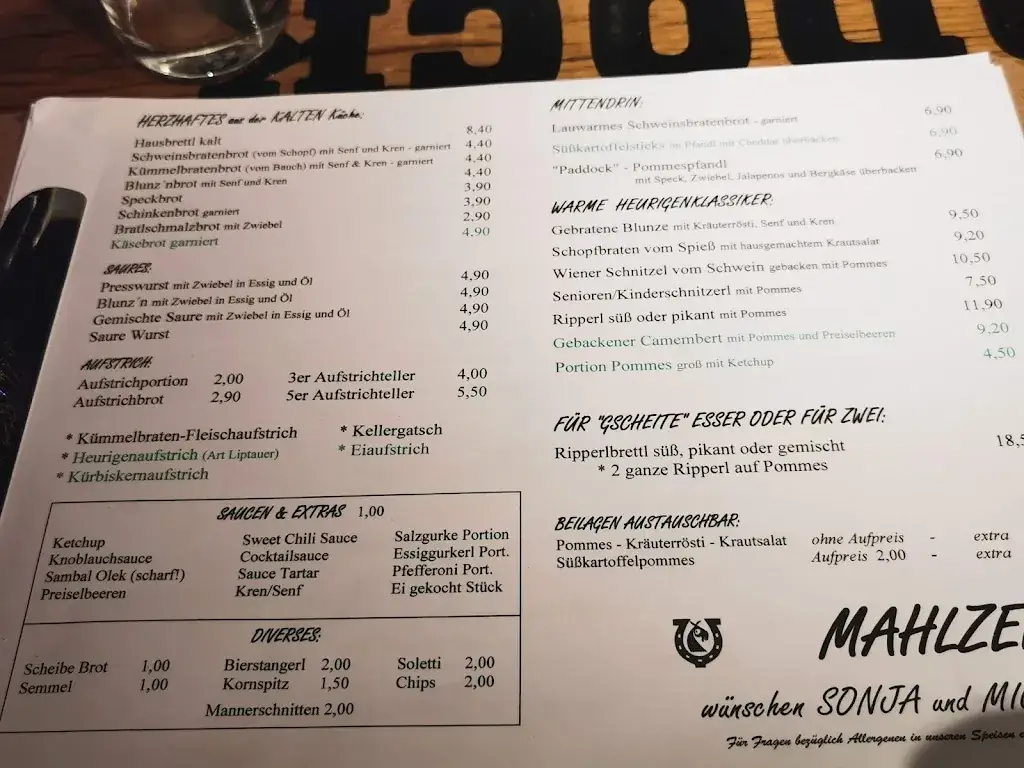 HERZHAFTES aus der KALTEN Küche:
Hausbrettl kalt 8,40
Schweinsbratenbrot (vom Schopf) mit Senf und Kren - garniert 4,40
Kümmelbratenbrot (vom Bauch) mit Senf & Kren - garniert 4,40
Blunz´nbrot mit Senf und Kren 4,40
Speckbrot 3,90
Schinkenbrot garniert 3,90
Bratlschmalzbrot mit Zwiebel 2,90
Käsebrot garniert 4,90
SAURES:
Presswurst mit Zwiebel in Essig und Öl 4,90
Blunz´n mit Zwiebel in Essig und Öl 4,90
Gemischte Saure mit Zwiebel in Essig und Öl 4,90
Saure Wurst 4,90
AUFSTRICH:
Aufstrichportion 2,00 3er Aufstrichteller 4,00
Aufstrichbrot 2,90 5er Aufstrichteller 5,50
* Kümmelbraten-Fleischaufstrich * Kellergatsch
* Heurigenaufstrich (Art Liptauer) * Eiaufstrich
* Kürbiskernaufstrich
SAUCEN & EXTRAS 1,00
Ketchup Sweet Chili Sauce Salzgurke Portion
Knoblauchsauce Cocktailsauce Essiggurkerl Port.
Sambal Olek (scharf!) Sauce Tartar Pfefferoni Port.
Preiselbeeren Kren/Senf Ei gekocht Stück
DIVERSES:
Scheibe Brot 1,00 Bierstangerl 2,00 Soletti 2,00
Semmel 1,00 Kornspitz 1,50 Chips 2,00
Mannerschnitten 2,00
MITTENDRIN:
Lauwarmes Schweinsbratenbrot - garniert 6,90
Süßkartoffelsticks im Pfandl mit Cheddar überbacken 6,90
"Paddock" - Pommespfandl 6,90
mit Speck, Zwiebel, Jalapenos und Bergkäse überbacken
WARME HEURIGENKLASSIKER:
Gebratene Blunze mit Kräuterrösti, Senf und Kren 9,50
Schopfbraten vom Spieß mit hausgemachtem Krautsalat 9,20
Wiener Schnitzel vom Schwein gebacken mit Pommes 10,50
Senioren/Kinderschnitzerl mit Pommes 7,50
Ripperl süß oder pikant mit Pommes 11,90
Gebackener Camembert mit Pommes und Preiselbeeren 9,20
Portion Pommes groß mit Ketchup 4,50
FÜR "GSCHEITE" ESSER ODER FÜR ZWEI:
Ripperlbrettl süß, pikant oder gemischt 18,5
* 2 ganze Ripperl auf Pommes
BEILAGEN AUSTAUSCHBAR:
Pommes - Kräuterrösti - Krautsalat ohne Aufpreis - extra
Süßkartoffelpommes Aufpreis 2,00 - extra
MAHLZE
wünschen SONJA und MI
Für Fragen bezüglich Allergenen in unseren Speisen